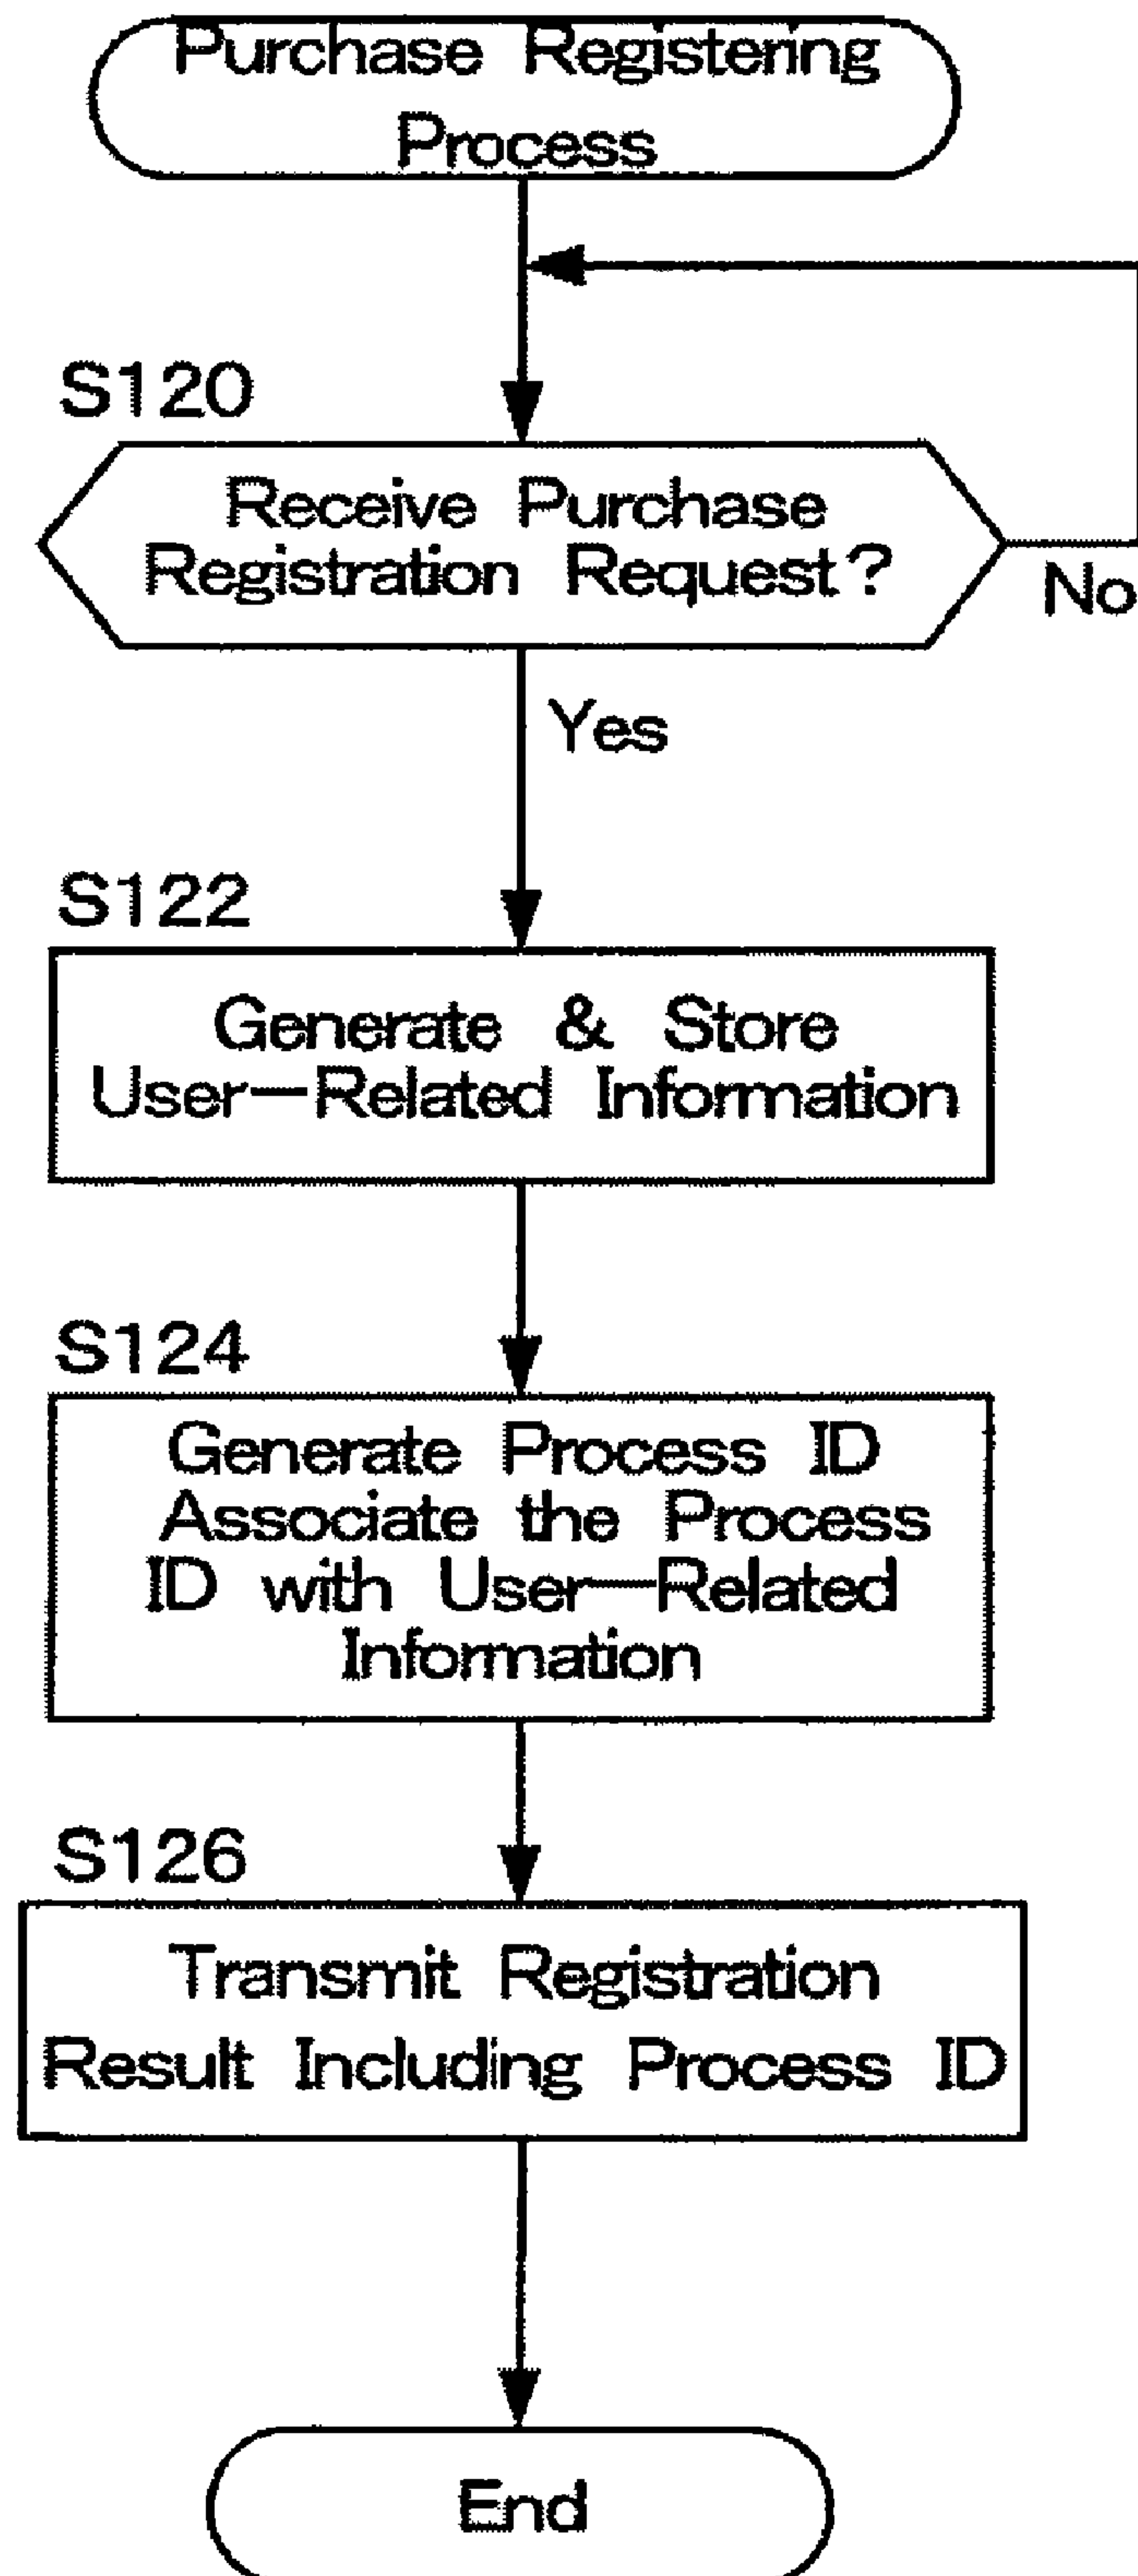 Purchase Registering
Process
S120
Receive Purchase
Registration Request?
No
Yes
S122
Generate & Store
User-Related Information
S124
Generate Process ID
Associate the Process
ID with User-Related
Information
S126
Transmit Registration
Result Including Process ID
End